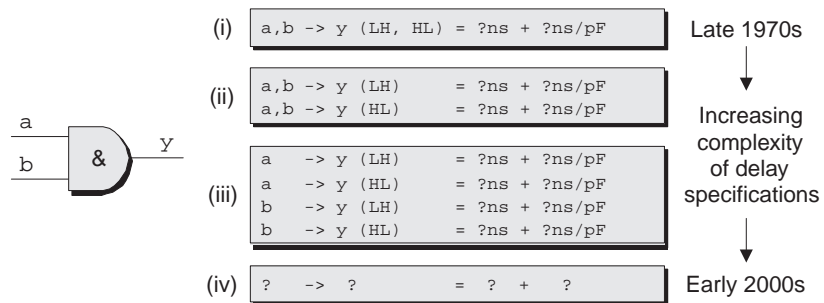 (i) a,b -> y (LH, HL) = ?ns + ?ns/pF Late 1970s
(ii) a,b -> y (LH) = ?ns + ?ns/pF
a,b -> y (HL) = ?ns + ?ns/pF
Increasing
complexity
of delay
specifications
a
b
&
y
(iii) a -> y (LH) = ?ns + ?ns/pF
a -> y (HL) = ?ns + ?ns/pF
b -> y (LH) = ?ns + ?ns/pF
b -> y (HL) = ?ns + ?ns/pF
(iv) ? -> ? = ? + ? Early 2000s